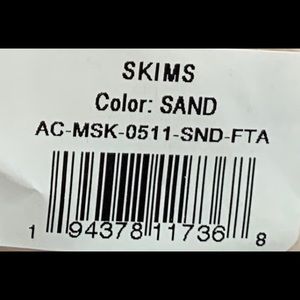 SKIMS
Color: SAND
AC-MSK-0511-SND-FTA
1 94378 11736 8